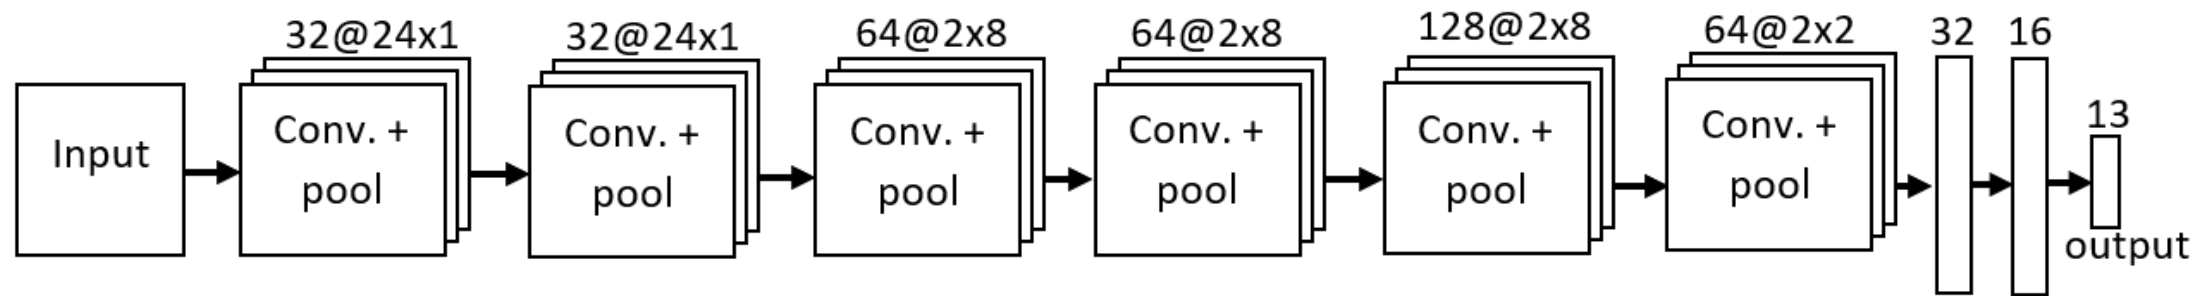 32@24x1
32@24x1
64@2x8
64@2x8
128@2x8
64@2x2
32
16
13
Input
Conv. +
pool
Conv. +
pool
Conv. +
pool
Conv. +
pool
Conv. +
pool
Conv. +
pool
output